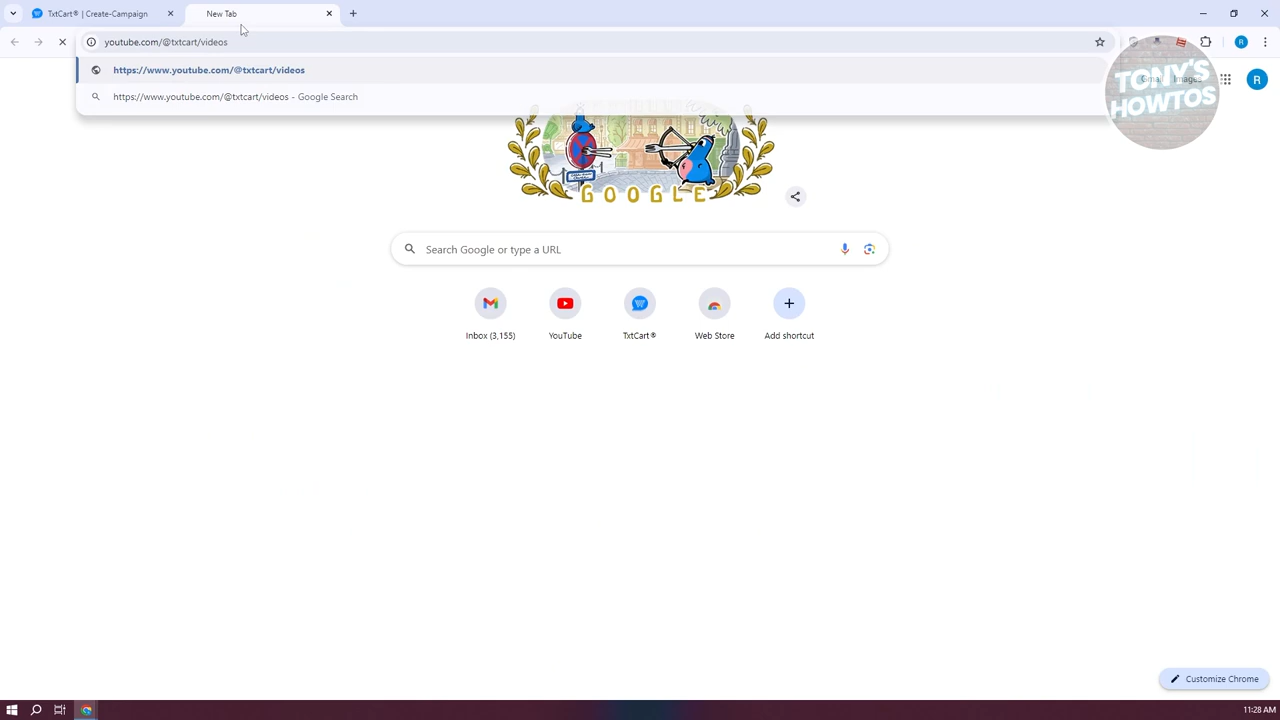 TxtCart® | Create-Campaign
New Tab
youtube.com/@txtcart/videos
https://www.youtube.com/@txtcart/videos
https://www.youtube.com/@txtcart/videos - Google Search
R
TONY'S
HOWTOS
Gmail
Images
R
GOOGLE
Search Google or type a URL
Inbox (3,155)
YouTube
TxtCart®
Web Store
Add shortcut
Customize Chrome
11:28 AM